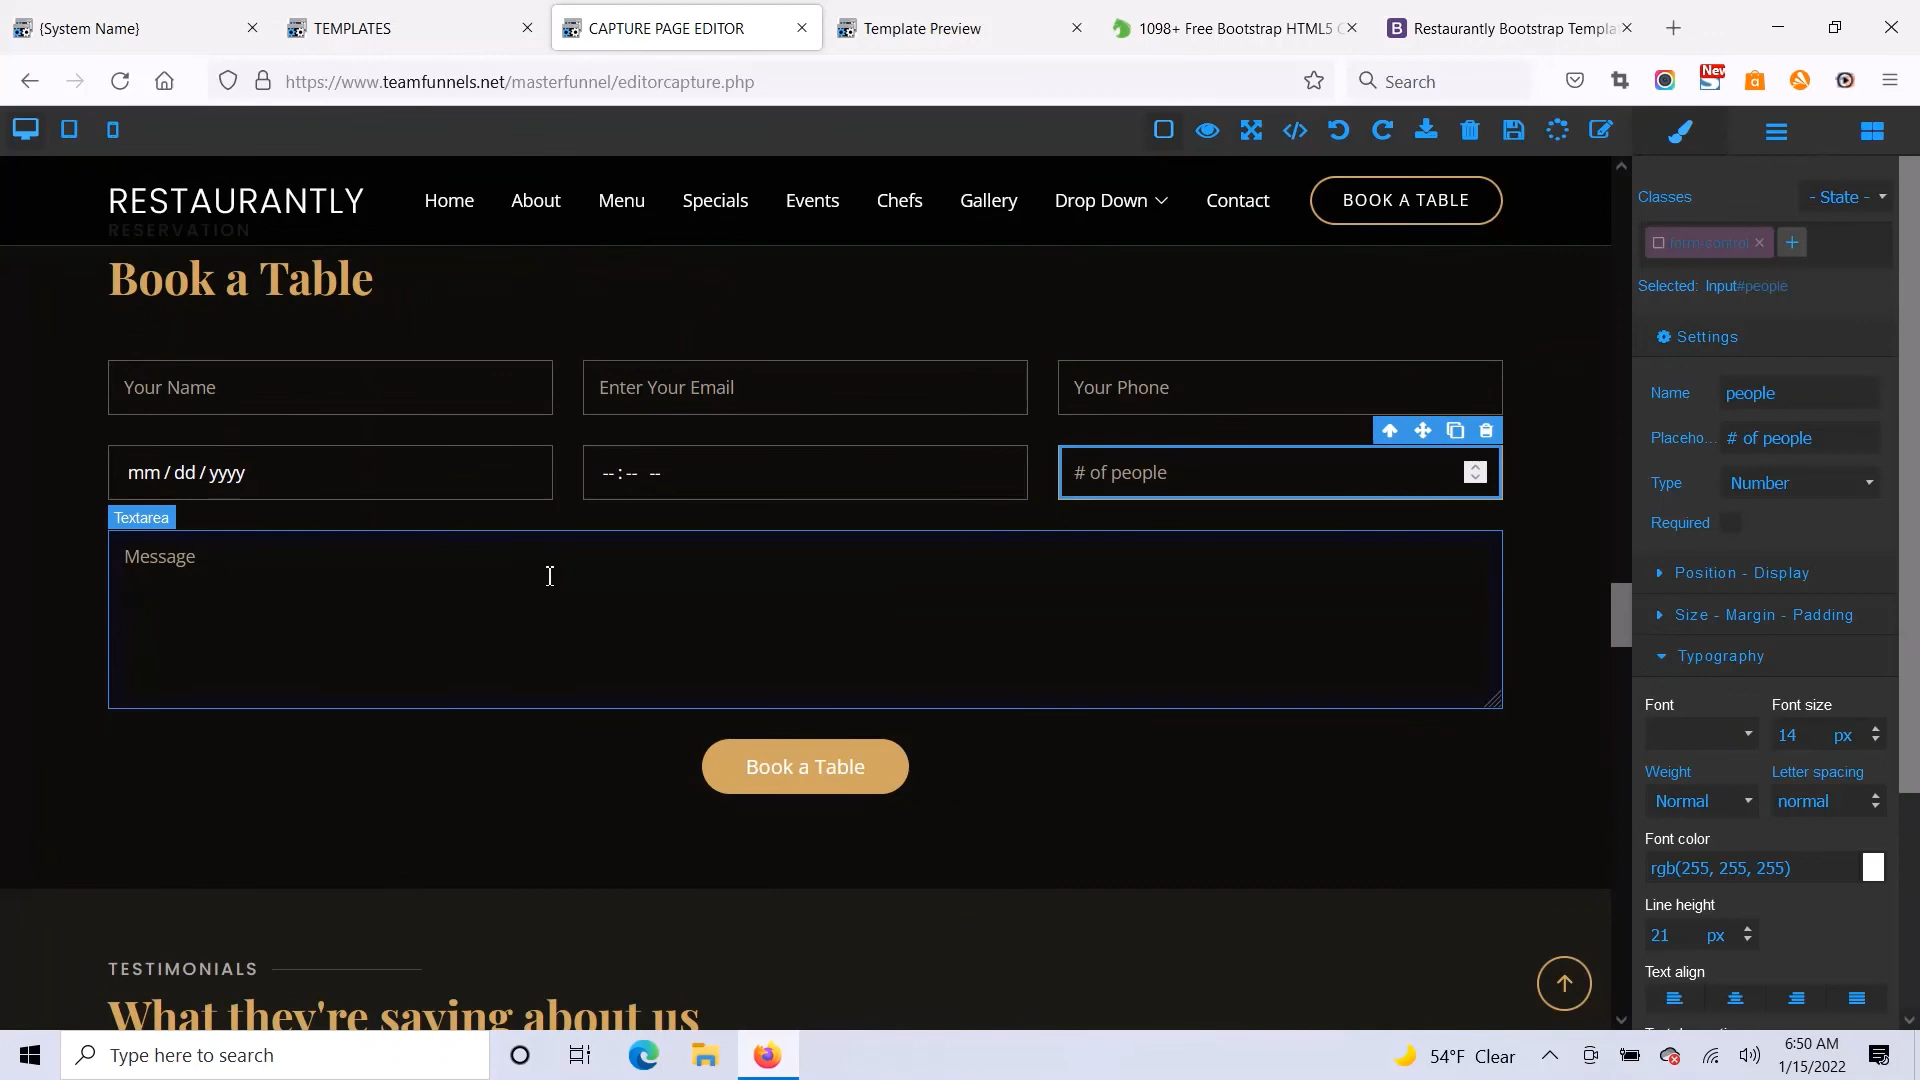 {System Name}
TEMPLATES
CAPTURE PAGE EDITOR
Template Preview
1098+ Free Bootstrap HTML5
Restaurantly Bootstrap Templa
https://www.teamfunnels.net/masterfunnel/editorcapture.php
Search
New
RESTAURANTLY
Home
About
Menu
Specials
Events
Chefs
Gallery
Drop Down
Contact
BOOK A TABLE
RESERVATION
Book a Table
Your Name
Enter Your Email
Your Phone
mm/dd/yyyy
--:-- --
# of people
Textarea
Message
Book a Table
TESTIMONIALS
What they're saying about us
Classes
- State -
form-control
Selected: Input#people
Settings
Name
people
Placeho...
# of people
Type
Number
Required
Position - Display
Size - Margin - Padding
Typography
Font
Font size
14 px
Weight
Letter spacing
Normal
normal
Font color
rgb(255, 255, 255)
Line height
21 px
Text align
Type here to search
54°F Clear
6:50 AM
1/15/2022